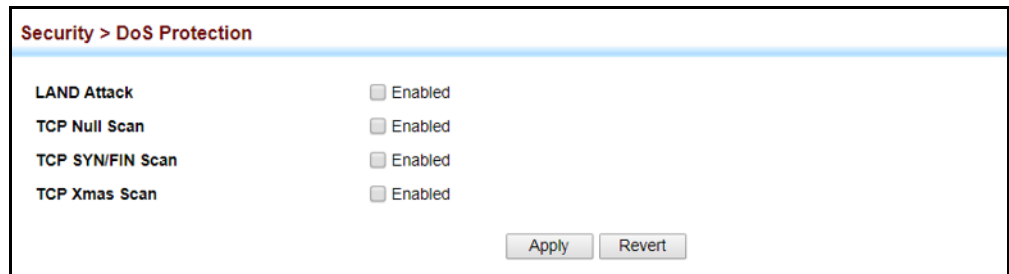 Security > DoS Protection
LAND Attack Enabled
TCP Null Scan Enabled
TCP SYN/FIN Scan Enabled
TCP Xmas Scan Enabled
Apply Revert